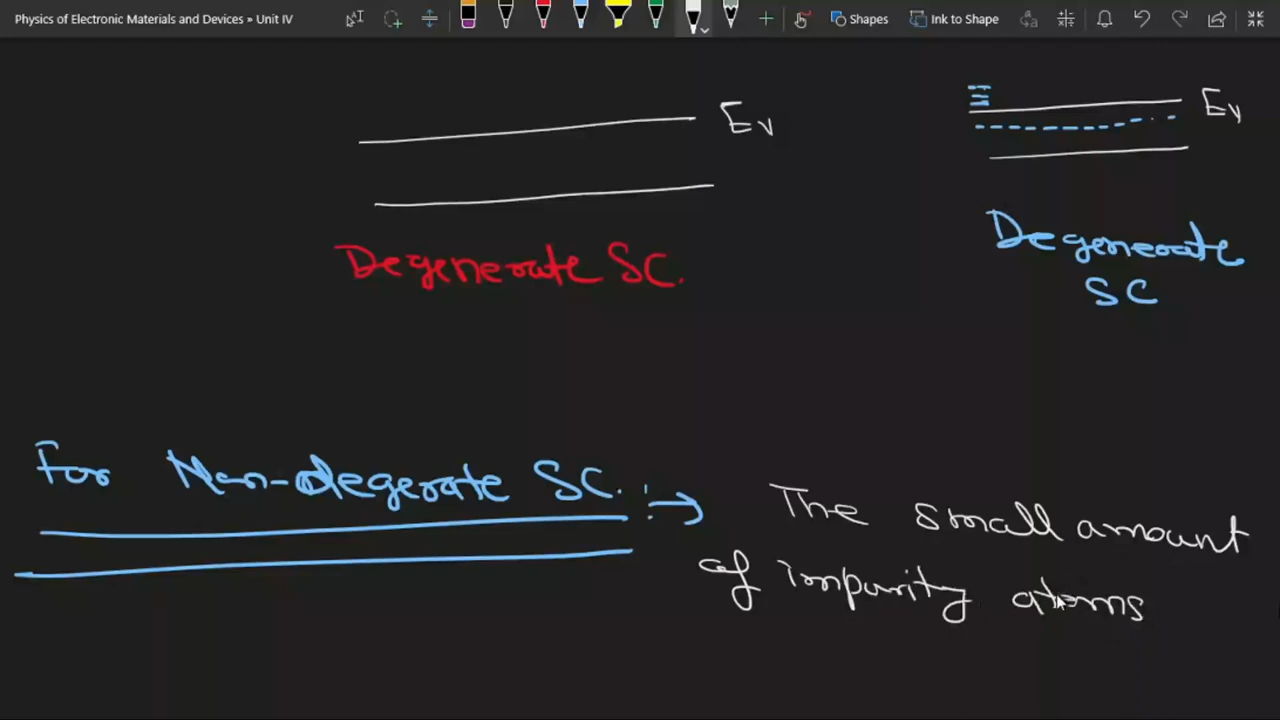 Physics of Electronic Materials and Devices » Unit IV
Shapes
Ink to Shape
Ev
Ev
Degenerate SC.
Degenerate
SC
For Non-degerate SC. :→ The small amount
of impurity atoms